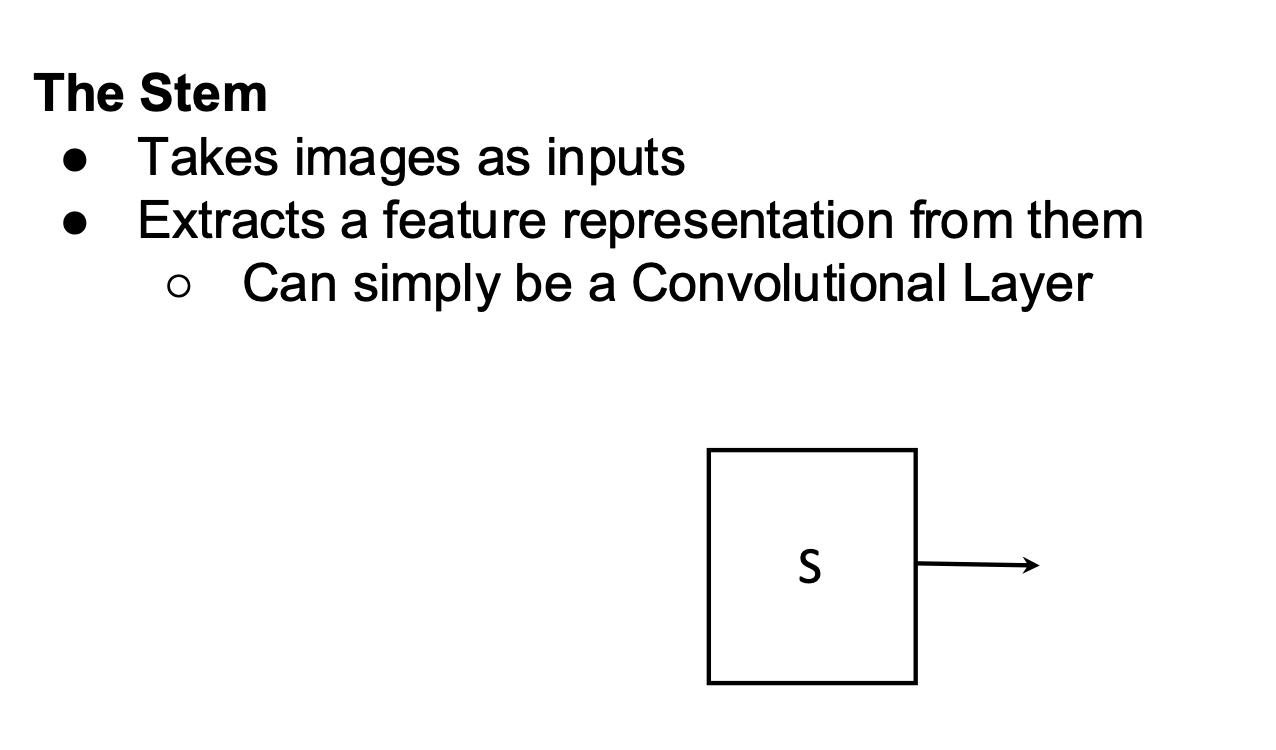 The Stem
● Takes images as inputs
● Extracts a feature representation from them
○ Can simply be a Convolutional Layer
S